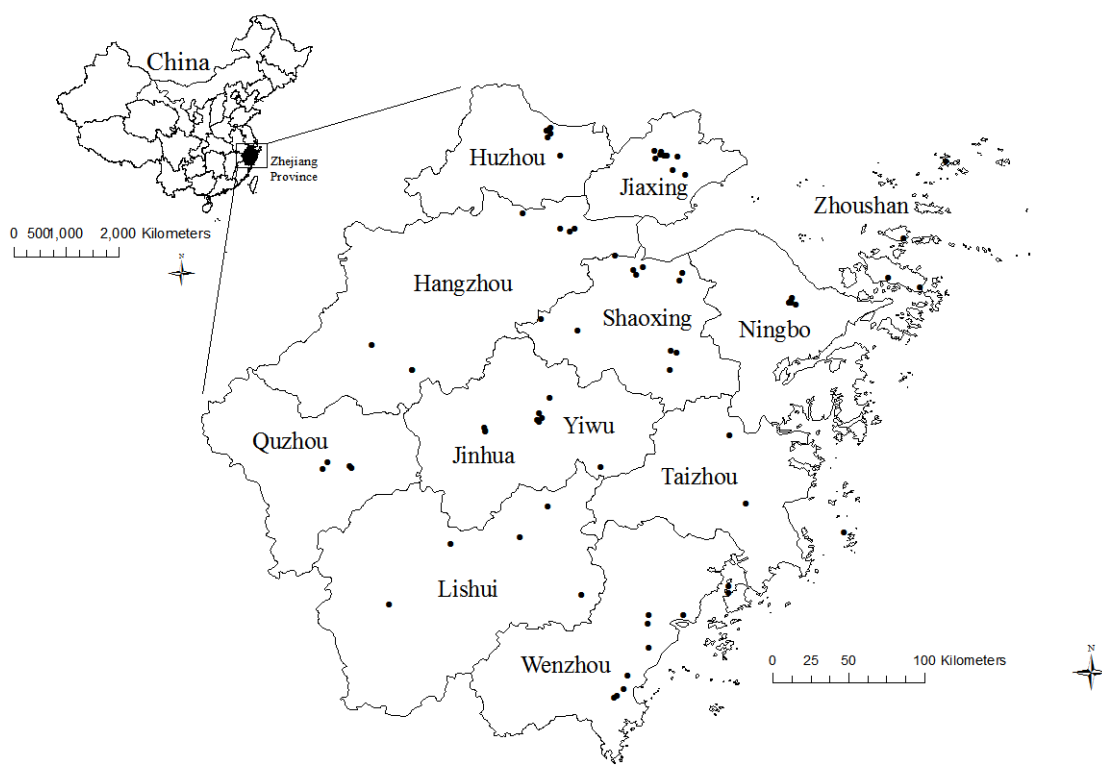 China
Zhejiang
Province
0 5001,000 2,000 Kilometers
N
Huzhou
Jiaxing
Zhoushan
Hangzhou
Shaoxing
Ningbo
Quzhou
Jinhua
Yiwu
Taizhou
Lishui
Wenzhou
0 25 50 100 Kilometers
N